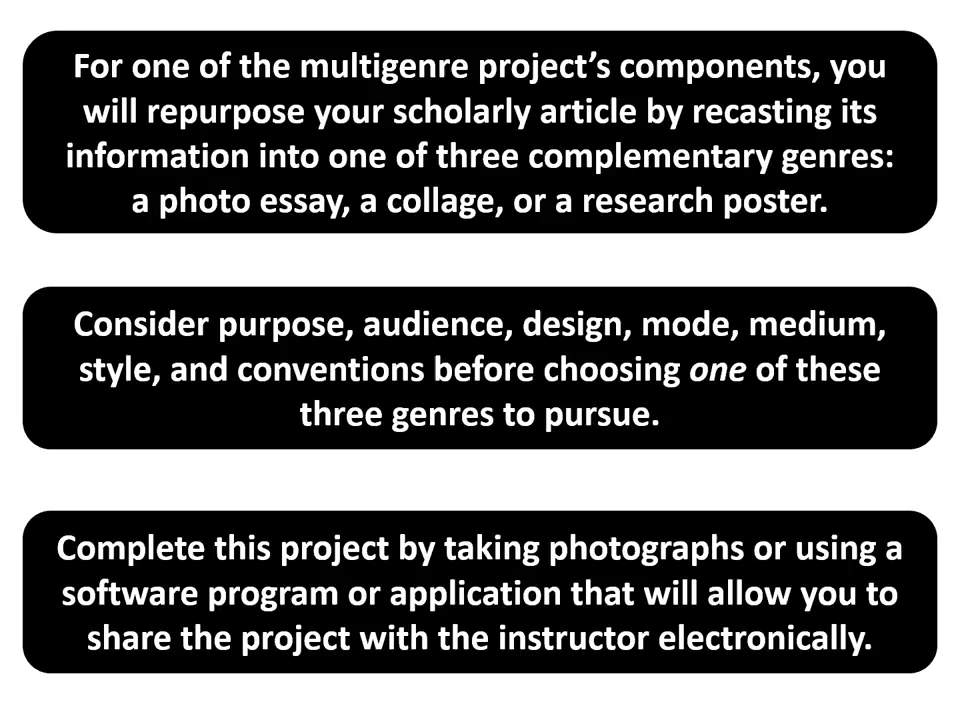 For one of the multigenre project’s components, you
will repurpose your scholarly article by recasting its
information into one of three complementary genres:
a photo essay, a collage, or a research poster.
Consider purpose, audience, design, mode, medium,
style, and conventions before choosing one of these
three genres to pursue.
Complete this project by taking photographs or using a
software program or application that will allow you to
share the project with the instructor electronically.